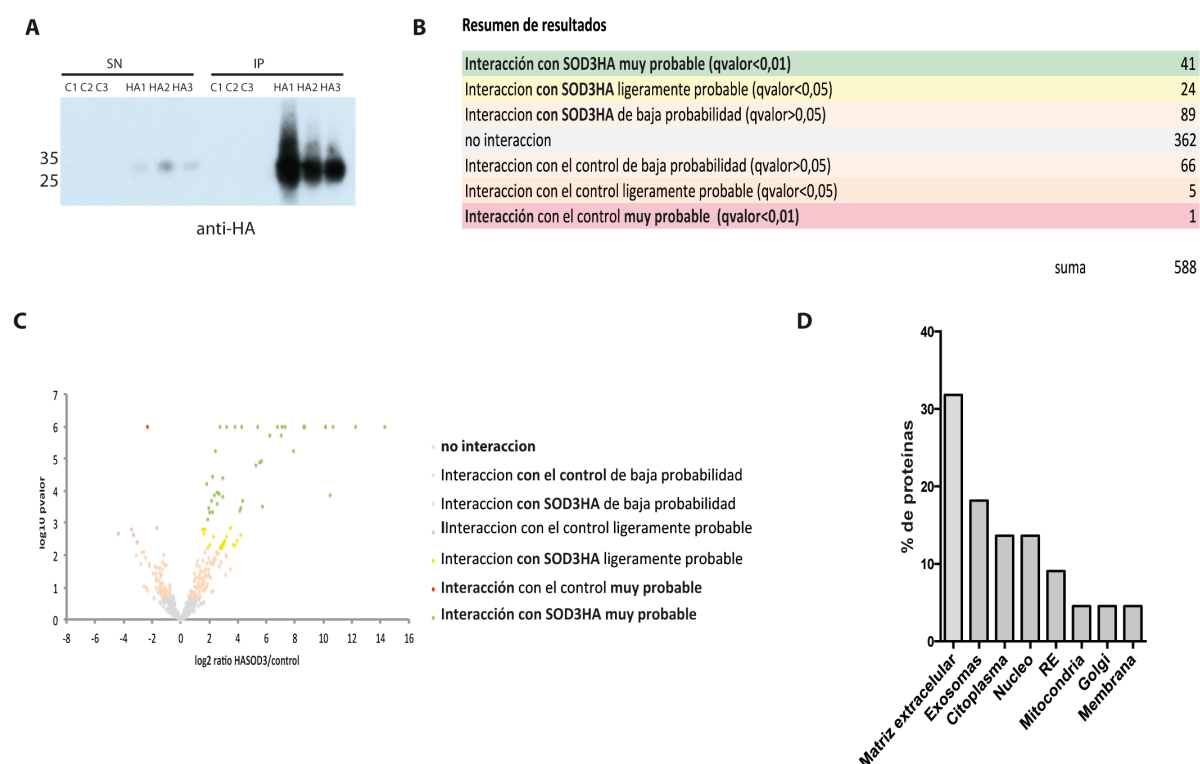 A
SN IP
C1 C2 C3 HA1 HA2 HA3 C1 C2 C3 HA1 HA2 HA3
35
25
anti-HA
B
Resumen de resultados
Interacción con SOD3HA muy probable (qvalor<0,01) 41
Interaccion con SOD3HA ligeramente probable (qvalor<0,05) 24
Interaccion con SOD3HA de baja probabilidad (qvalor>0,05) 89
no interaccion 362
Interaccion con el control de baja probabilidad (qvalor>0,05) 66
Interaccion con el control ligeramente probable (qvalor<0,05) 5
Interacción con el control muy probable (qvalor<0,01) 1
suma 588
C
log10 pvalor
7
6
5
4
3
2
1
0
-8 -6 -4 -2 0 2 4 6 8 10 12 14 16
log2 ratio HASOD3/control
no interaccion
Interaccion con el control de baja probabilidad
Interaccion con SOD3HA de baja probabilidad
IInteraccion con el control ligeramente probable
Interaccion con SOD3HA ligeramente probable
Interacción con el control muy probable
Interacción con SOD3HA muy probable
D
% de proteínas
40
30
20
10
0
Matriz extracelular
Exosomas
Citoplasma
Nucleo
RE
Mitocondria
Golgi
Membrana